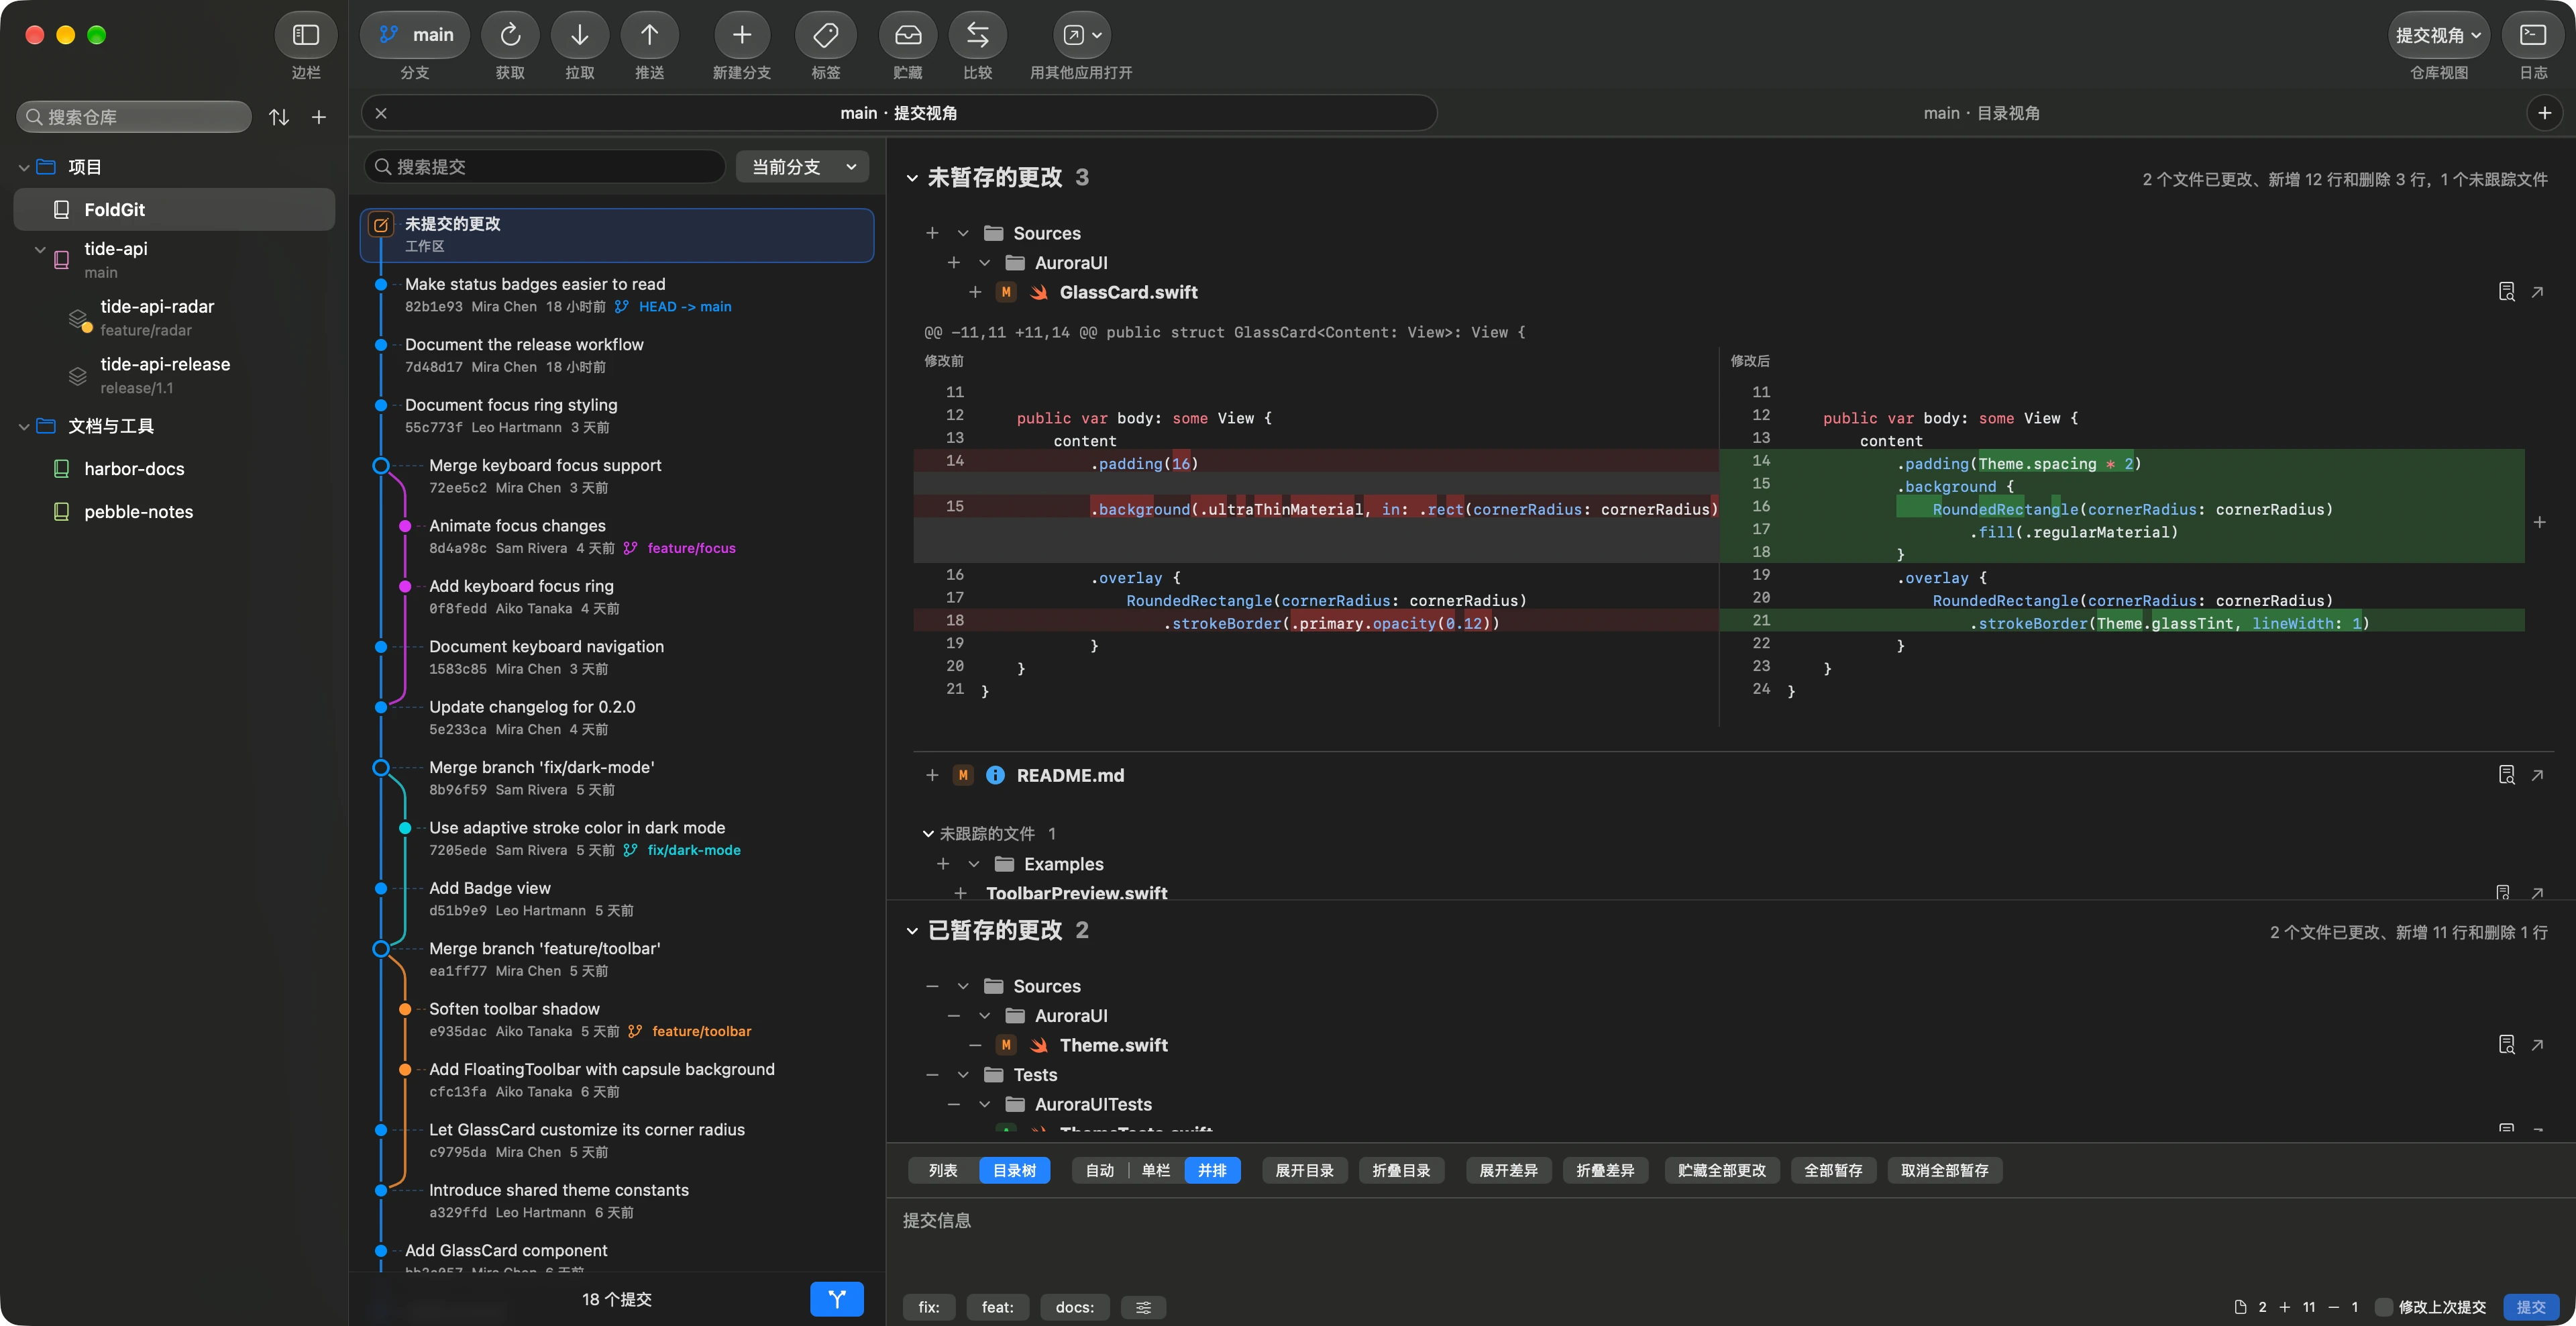 边栏
main
分支
获取
拉取
推送
新建分支
标签
贮藏
比较
用其他应用打开
提交视角
仓库视图
日志
搜索仓库
项目
FoldGit
tide-api
main
tide-api-radar
feature/radar
tide-api-release
release/1.1
文档与工具
harbor-docs
pebble-notes
main · 提交视角
main · 目录视角
搜索提交
当前分支
未提交的更改
工作区
Make status badges easier to read
82b1e93 Mira Chen 18 小时前 HEAD -> main
Document the release workflow
7d48d17 Mira Chen 18 小时前
Document focus ring styling
55c773f Leo Hartmann 3 天前
Merge keyboard focus support
72ee5c2 Mira Chen 3 天前
Animate focus changes
8d4a98c Sam Rivera 4 天前 feature/focus
Add keyboard focus ring
0f8fedd Aiko Tanaka 4 天前
Document keyboard navigation
1583c85 Mira Chen 3 天前
Update changelog for 0.2.0
5e233ca Mira Chen 4 天前
Merge branch 'fix/dark-mode'
8b96f59 Sam Rivera 5 天前
Use adaptive stroke color in dark mode
7205ede Sam Rivera 5 天前 fix/dark-mode
Add Badge view
d51b9e9 Leo Hartmann 5 天前
Merge branch 'feature/toolbar'
ea1ff77 Mira Chen 5 天前
Soften toolbar shadow
e935dac Aiko Tanaka 5 天前 feature/toolbar
Add FloatingToolbar with capsule background
cfc13fa Aiko Tanaka 6 天前
Let GlassCard customize its corner radius
c9795da Mira Chen 5 天前
Introduce shared theme constants
a329ffd Leo Hartmann 6 天前
Add GlassCard component
18 个提交
未暂存的更改 3
2 个文件已更改、新增 12 行和删除 3 行，1 个未跟踪文件
Sources
AuroraUI
M GlassCard.swift
@@ -11,11 +11,14 @@ public struct GlassCard<Content: View>: View {
修改前
11
12 public var body: some View {
13 content
14 .padding(16)
15 .background(.ultraThinMaterial, in: .rect(cornerRadius: cornerRadius)
16 .overlay {
17 RoundedRectangle(cornerRadius: cornerRadius)
18 .strokeBorder(.primary.opacity(0.12))
19 }
20 }
21 }
修改后
11
12 public var body: some View {
13 content
14 .padding(Theme.spacing * 2)
15 .background {
16 RoundedRectangle(cornerRadius: cornerRadius)
17 .fill(.regularMaterial)
18 }
19 .overlay {
20 RoundedRectangle(cornerRadius: cornerRadius)
21 .strokeBorder(Theme.glassTint, lineWidth: 1)
22 }
23 }
24 }
M README.md
未跟踪的文件 1
Examples
ToolbarPreview.swift
已暂存的更改 2
2 个文件已更改、新增 11 行和删除 1 行
Sources
AuroraUI
M Theme.swift
Tests
AuroraUITests
列表 目录树 自动 单栏 并排 展开目录 折叠目录 展开差异 折叠差异 贮藏全部更改 全部暂存 取消全部暂存
提交信息
fix: feat: docs:
2 + 11 − 1 修改上次提交 提交